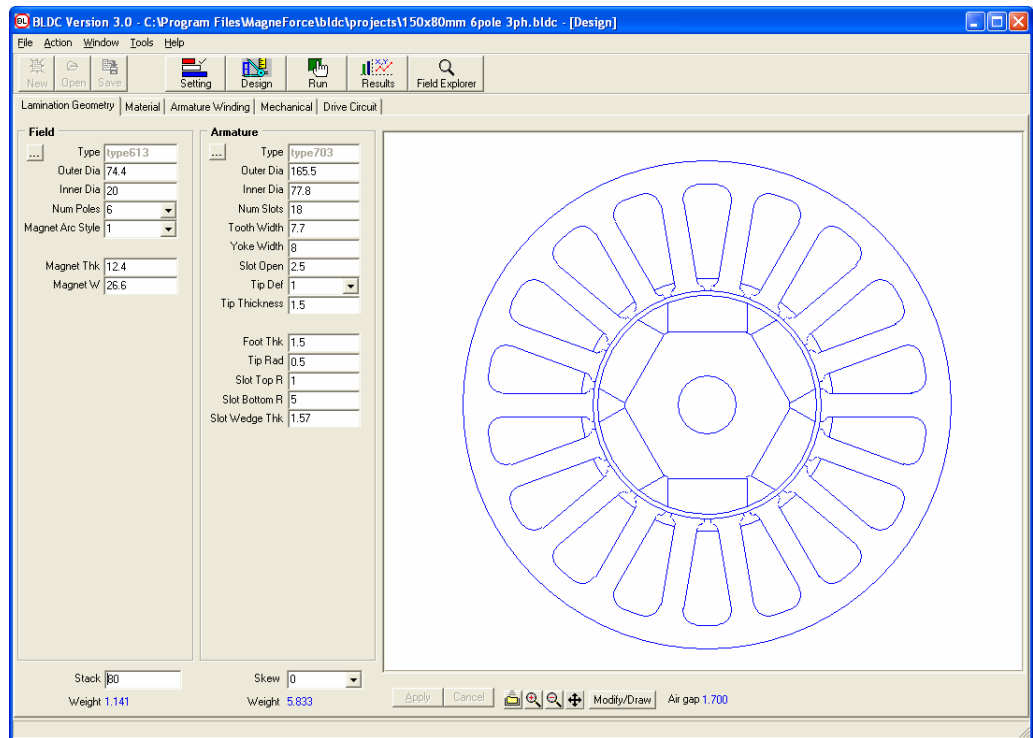 BLDC Version 3.0 - C:\Program Files\MagneForce\bldc\projects\150x80mm 6pole 3ph.bldc - [Design]
File Action Window Tools Help
New Open Save Setting Design Run Results Field Explorer
Lamination Geometry Material Armature Winding Mechanical Drive Circuit
Field
... Type type613
Outer Dia 74.4
Inner Dia 20
Num Poles 6
Magnet Arc Style 1
Magnet Thk 12.4
Magnet W 26.6
Stack 80
Weight 1.141
Armature
... Type type703
Outer Dia 165.5
Inner Dia 77.8
Num Slots 18
Tooth Width 7.7
Yoke Width 8
Slot Open 2.5
Tip Def 1
Tip Thickness 1.5
Foot Thk 1.5
Tip Rad 0.5
Slot Top R 1
Slot Bottom R 5
Slot Wedge Thk 1.57
Skew 0
Weight 5.833
Apply Cancel Modify/Draw Air gap 1.700